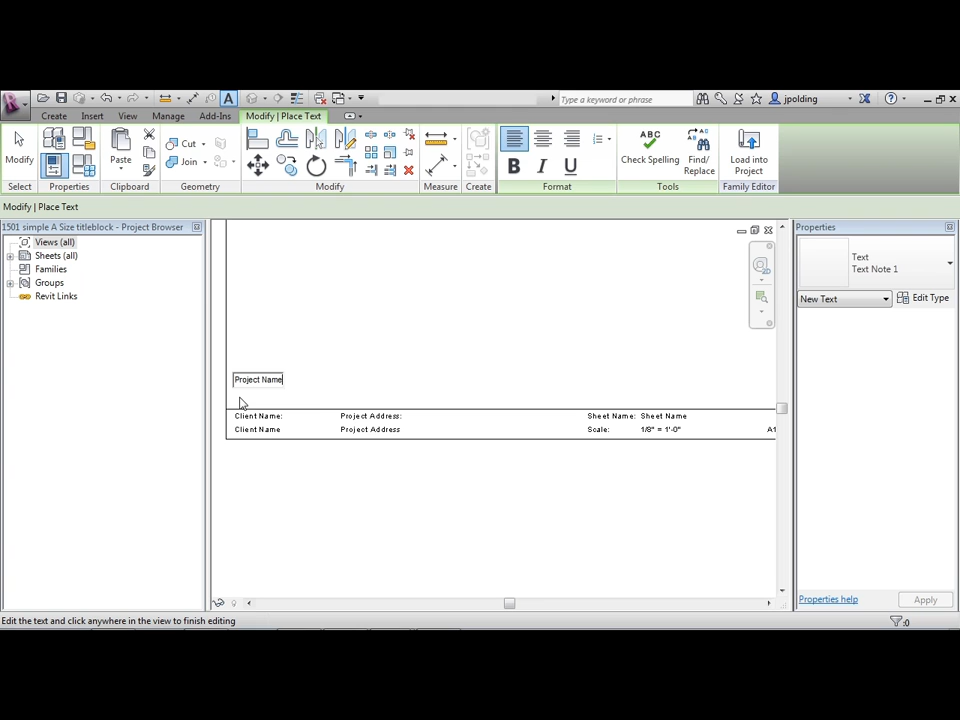 Type a keyword or phrase
jpolding
Create Insert View Manage Add-Ins Modify | Place Text
Modify Paste Cut Join ABC Check Spelling Find/ Replace Load into Project
Select Properties Clipboard Geometry Modify Measure Create Format Tools Family Editor
Modify | Place Text
1501 simple A Size titleblock - Project Browser
Views (all)
Sheets (all)
Families
Groups
Revit Links
2D
Project Name
Client Name: Project Address: Sheet Name: Sheet Name
Client Name Project Address Scale: 1/8" = 1'-0" A1
Properties
Text
Text Note 1
New Text Edit Type
Properties help Apply
Edit the text and click anywhere in the view to finish editing
:0